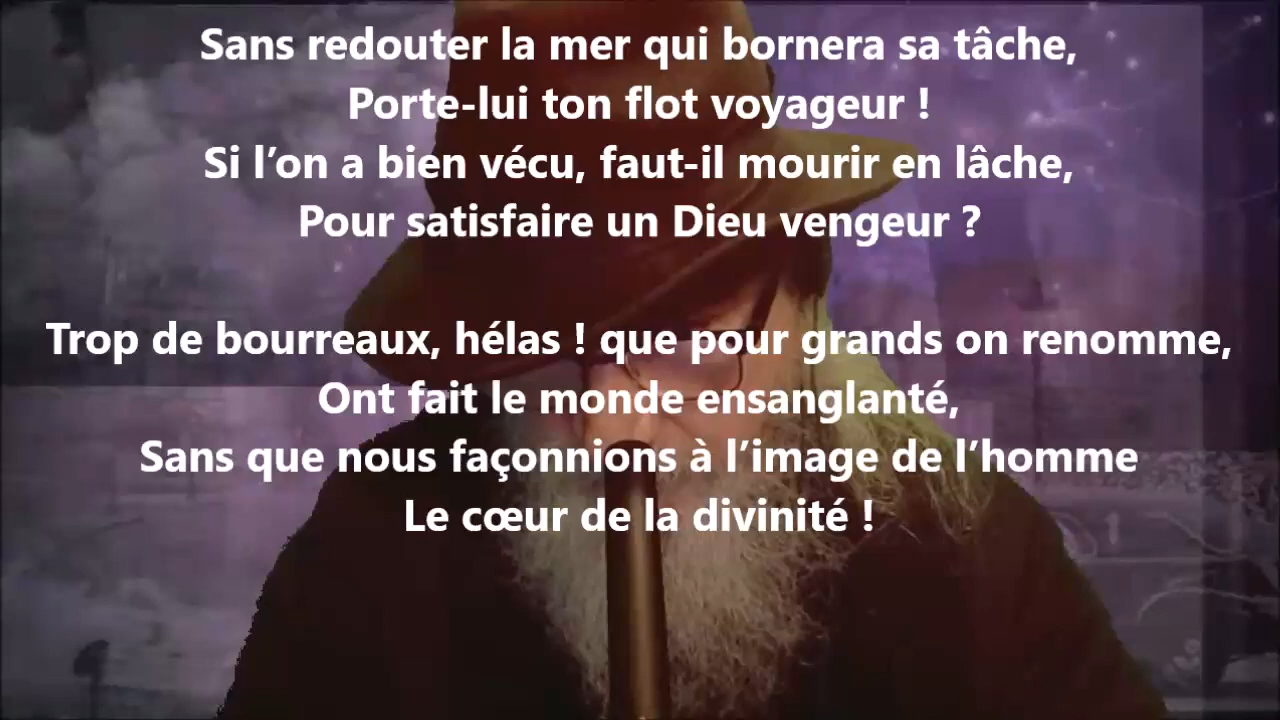 Sans redouter la mer qui bornera sa tâche,
Porte-lui ton flot voyageur !
Si l’on a bien vécu, faut-il mourir en lâche,
Pour satisfaire un Dieu vengeur ?
Trop de bourreaux, hélas ! que pour grands on renomme,
Ont fait le monde ensanglanté,
Sans que nous façonnions à l’image de l’homme
Le cœur de la divinité !